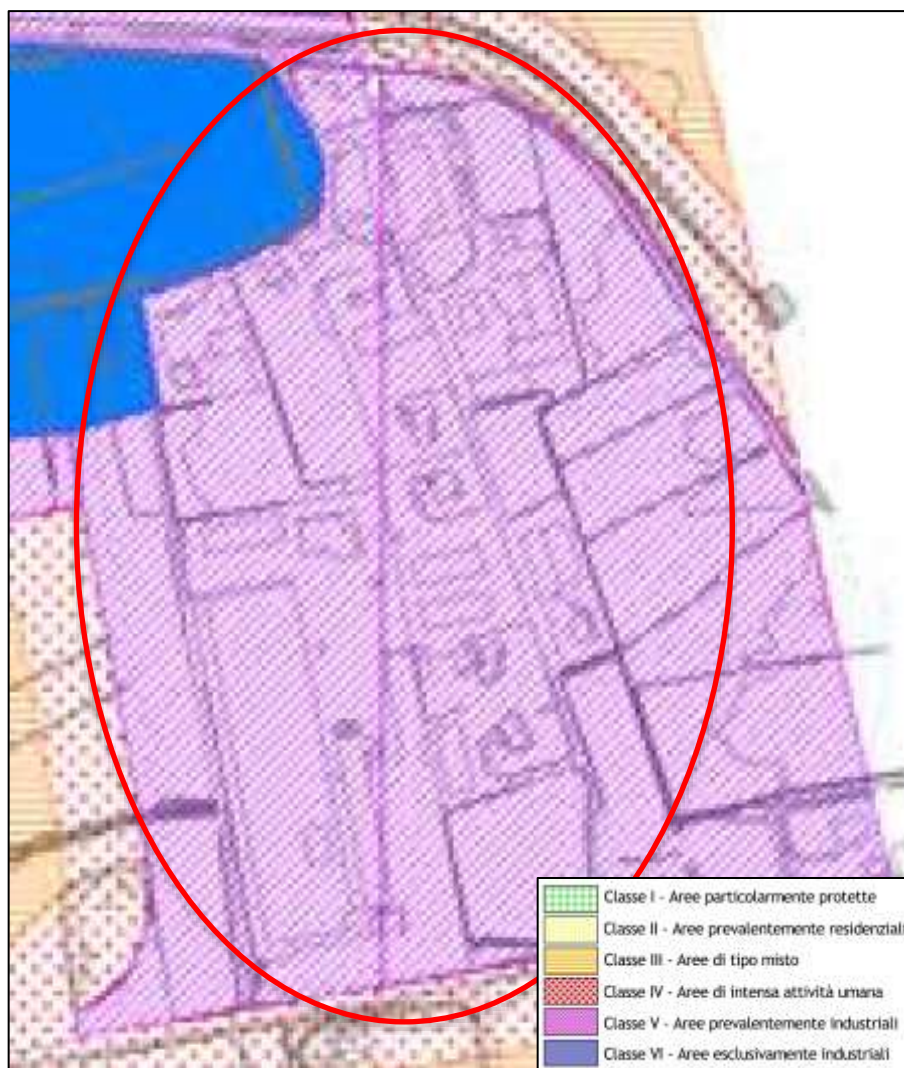 Classe I - Aree particolarmente protette
Classe II - Aree prevalentemente residenziali
Classe III - Aree di tipo misto
Classe IV - Aree di intensa attività umana
Classe V - Aree prevalentemente industriali
Classe VI - Aree esclusivamente industriali